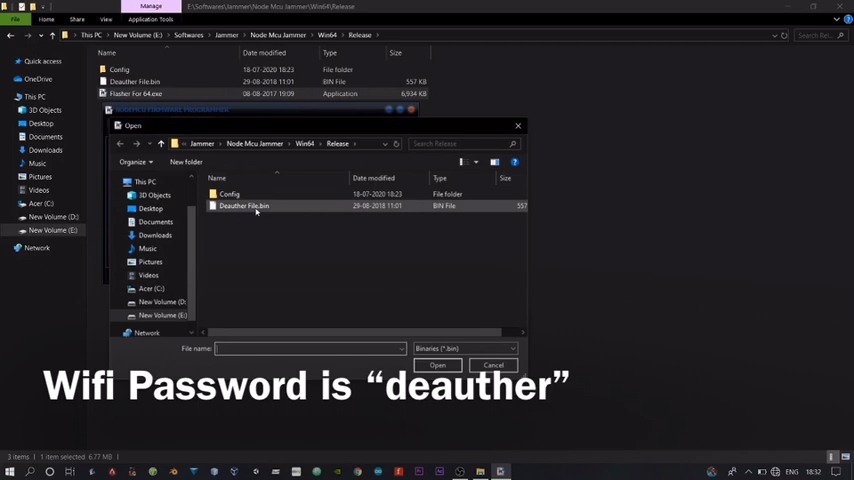 Manage
E:\Softwares\Jammer\Node Mcu Jammer\Win64\Release
File Home Share View Application Tools
This PC > New Volume (E:) > Softwares > Jammer > Node Mcu Jammer > Win64 > Release
Search Release
Name Date modified Type Size
Quick access
OneDrive
This PC
3D Objects
Desktop
Documents
Downloads
Music
Pictures
Videos
Acer (C:)
New Volume (D:)
New Volume (E:)
Network
Config 18-07-2020 18:23 File folder
Deauther File.bin 29-08-2018 11:01 BIN File 557 KB
Flasher For 64.exe 08-08-2017 19:09 Application 6,934 KB
Open
Jammer > Node Mcu Jammer > Win64 > Release
Search Release
Organize New folder
Name Date modified Type Size
This PC
3D Objects
Desktop
Documents
Downloads
Music
Pictures
Videos
Acer (C:)
New Volume (D:
New Volume (E:)
Network
Config 18-07-2020 18:23 File folder
Deauther File.bin 29-08-2018 11:01 BIN File 557
File name: Binaries (*.bin)
Open Cancel
Wifi Password is “deauther”
3 items 1 item selected 6.77 MB
ENG 18:32